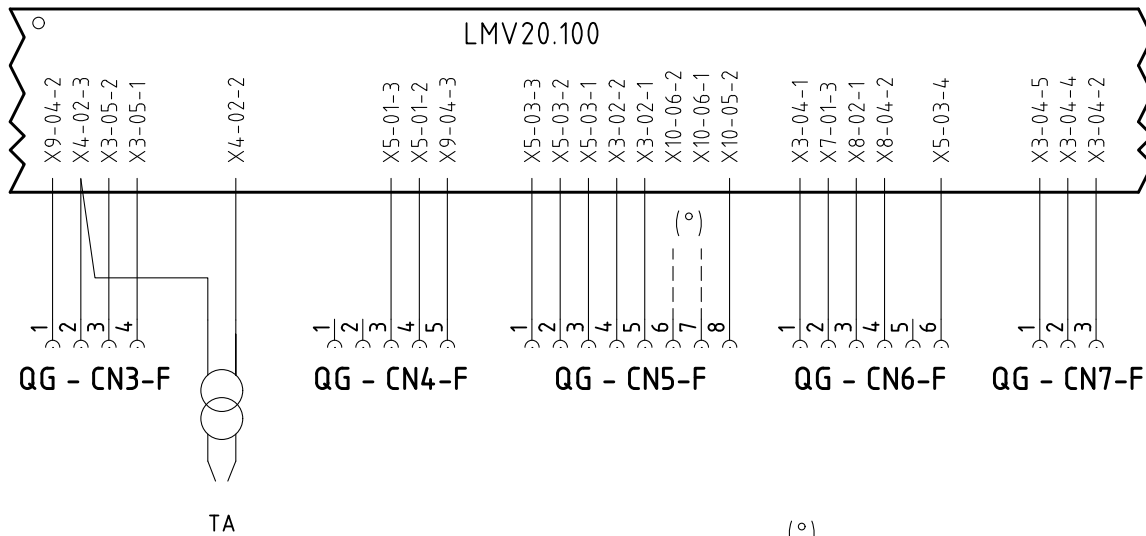 LMV20.100
X9-04-2
X4-02-3
X3-05-2
X3-05-1
X4-02-2
X5-01-3
X5-01-2
X9-04-3
X5-03-3
X5-03-2
X5-03-1
X3-02-2
X3-02-1
X10-06-2
X10-06-1
X10-05-2
X3-04-1
X7-01-3
X8-02-1
X8-04-2
X5-03-4
X3-04-5
X3-04-4
X3-04-2
(°)
1 2 3 4
1 2 3 4 5
1 2 3 4 5 6 7 8
1 2 3 4 5 6
1 2 3
QG - CN3-F
QG - CN4-F
QG - CN5-F
QG - CN6-F
QG - CN7-F
TA
(°)